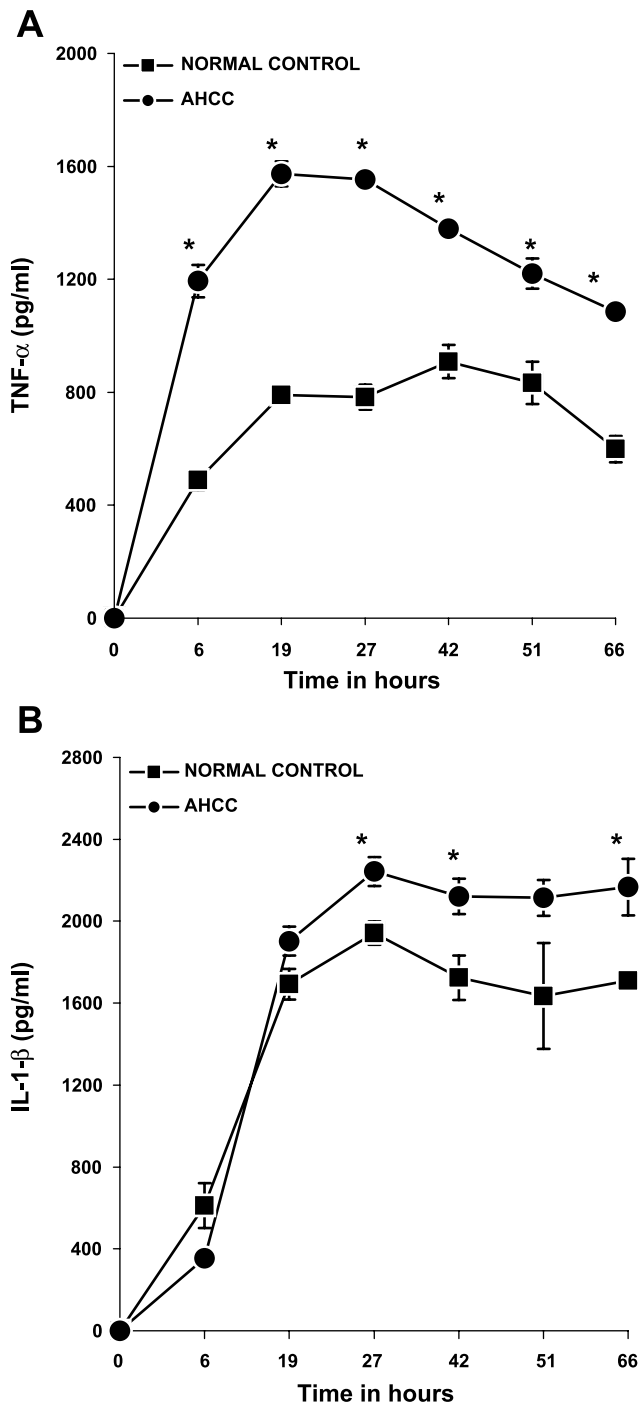 A
2000
NORMAL CONTROL
AHCC
*
*
1600
*
*
*
*
1200
800
400
0
TNF-α (pg/ml)
0 6 19 27 42 51 66
Time in hours
B
2800
NORMAL CONTROL
AHCC
2400
*
*
*
2000
1600
1200
800
400
0
IL-1-β (pg/ml)
0 6 19 27 42 51 66
Time in hours